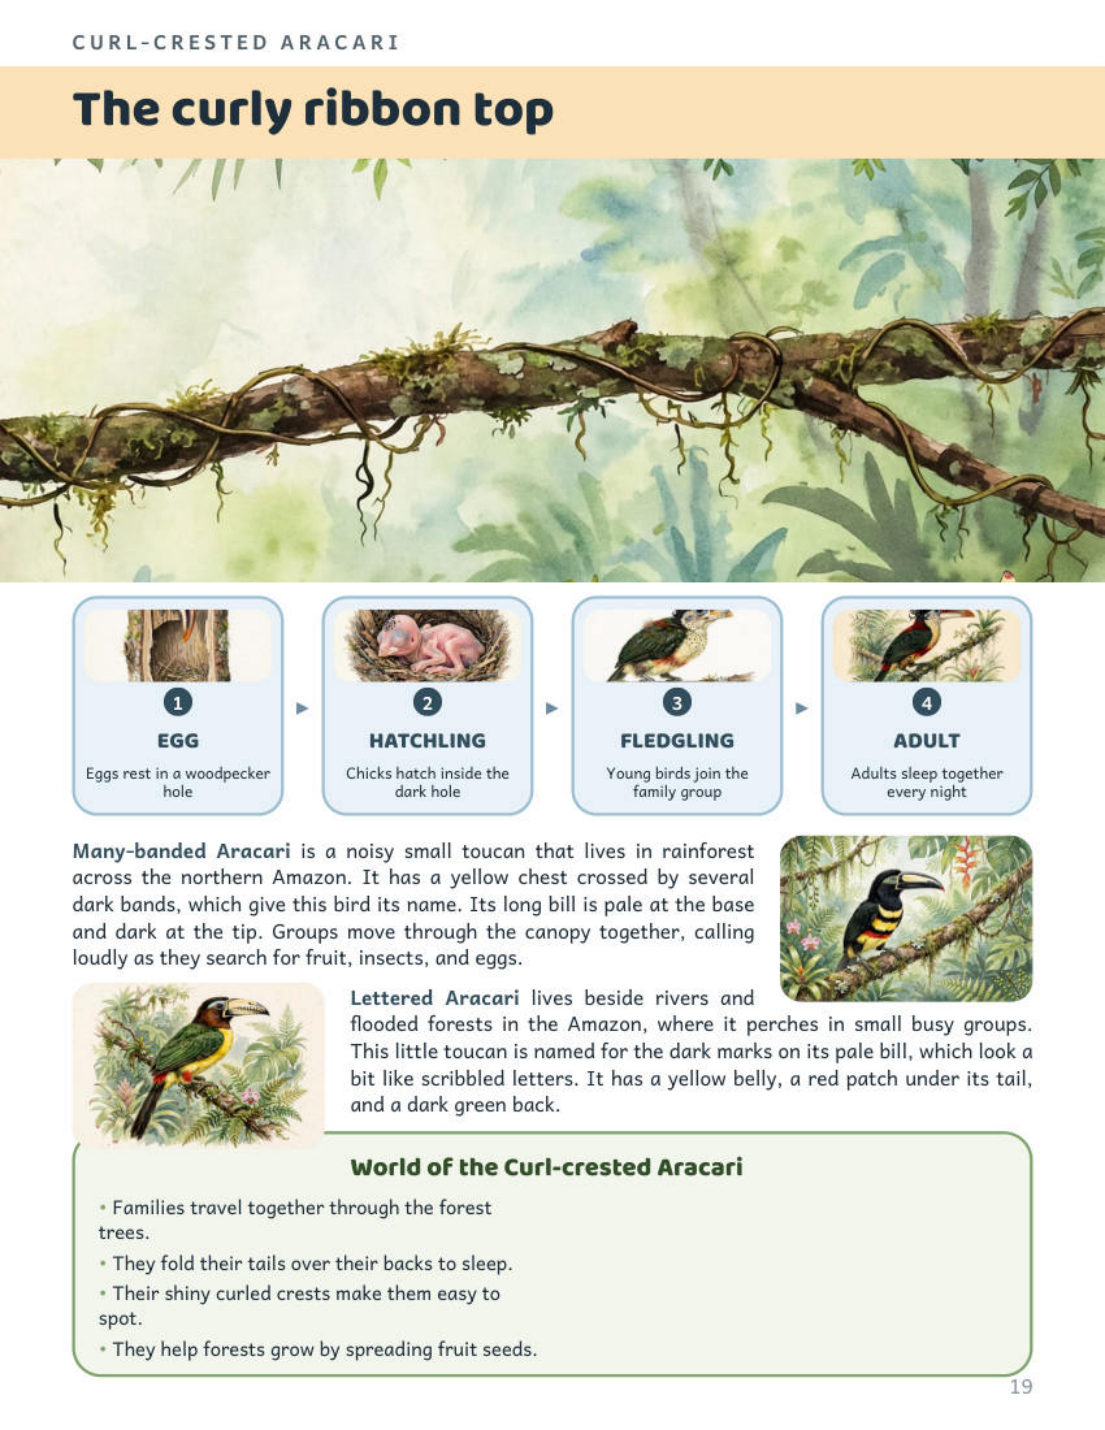 CURL-CRESTED ARACARI
The curly ribbon top
1
EGG
Eggs rest in a woodpecker
hole
2
HATCHLING
Chicks hatch inside the
dark hole
3
FLEDGLING
Young birds join the
family group
4
ADULT
Adults sleep together
every night
Many-banded Aracari is a noisy small toucan that lives in rainforest
across the northern Amazon. It has a yellow chest crossed by several
dark bands, which give this bird its name. Its long bill is pale at the base
and dark at the tip. Groups move through the canopy together, calling
loudly as they search for fruit, insects, and eggs.
Lettered Aracari lives beside rivers and
flooded forests in the Amazon, where it perches in small busy groups.
This little toucan is named for the dark marks on its pale bill, which look a
bit like scribbled letters. It has a yellow belly, a red patch under its tail,
and a dark green back.
World of the Curl-crested Aracari
• Families travel together through the forest
trees.
• They fold their tails over their backs to sleep.
• Their shiny curled crests make them easy to
spot.
• They help forests grow by spreading fruit seeds.
19